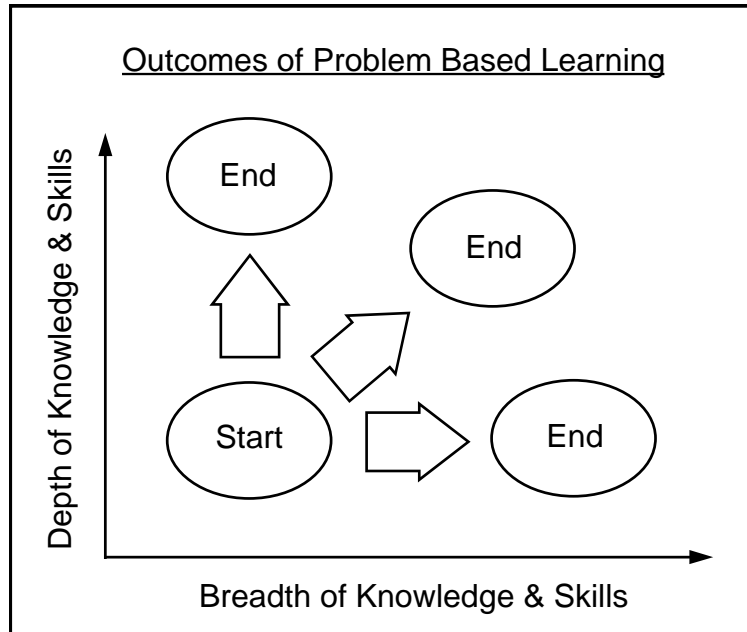 Outcomes of Problem Based Learning
Depth of Knowledge & Skills
End
End
Start
End
Breadth of Knowledge & Skills